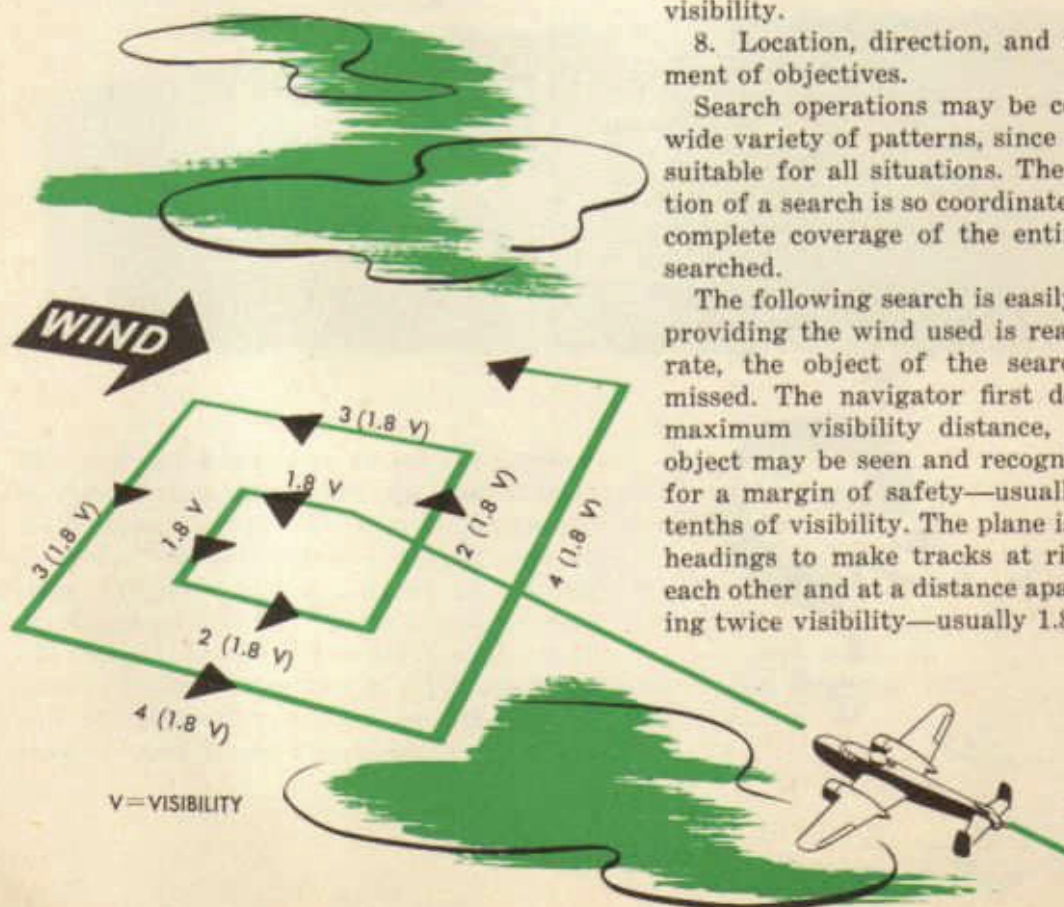 visibility.
8. Location, direction, and
ment of objectives.
Search operations may be
wide variety of patterns, since
suitable for all situations. The
tion of a search is so coordinate
complete coverage of the enti
searched.
The following search is easily
providing the wind used is rea
rate, the object of the sear
missed. The navigator first d
maximum visibility distance,
object may be seen and recogn
for a margin of safety—usuall
tenths of visibility. The plane i
headings to make tracks at ri
each other and at a distance apa
ing twice visibility—usually 1.8
WIND
3 (1.8 V)
1.8 V
3 (1.8 V)
1.8 V
2 (1.8 V)
4 (1.8 V)
2 (1.8 V)
4 (1.8 V)
V=VISIBILITY